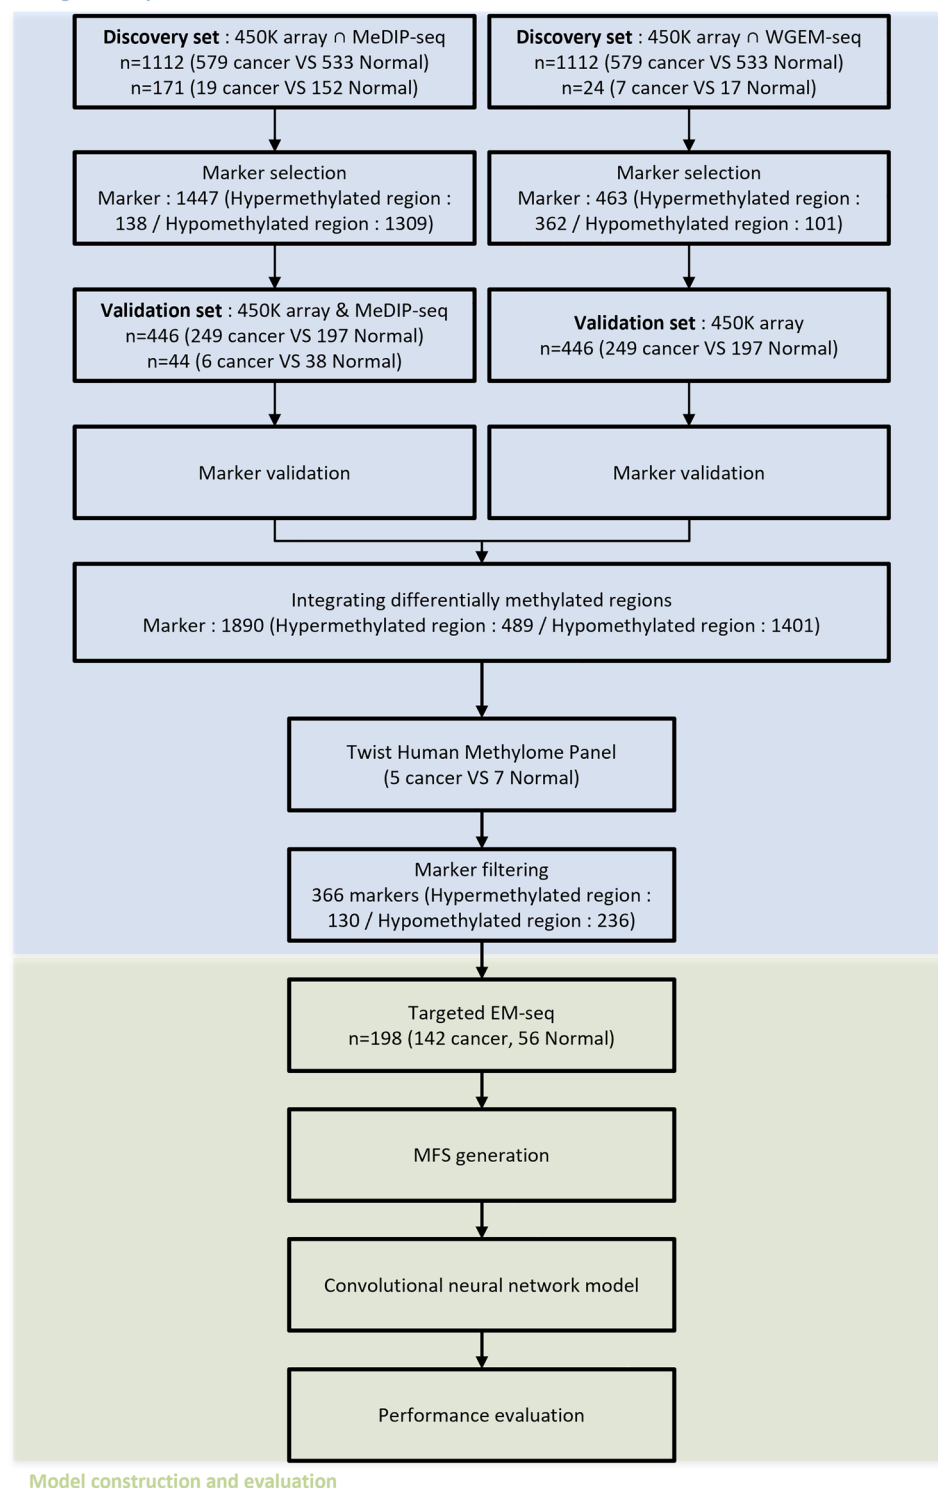 Discovery set : 450K array ∩ MeDIP-seq
n=1112 (579 cancer VS 533 Normal)
n=171 (19 cancer VS 152 Normal)
Discovery set : 450K array ∩ WGEM-seq
n=1112 (579 cancer VS 533 Normal)
n=24 (7 cancer VS 17 Normal)
Marker selection
Marker : 1447 (Hypermethylated region :
138 / Hypomethylated region : 1309)
Marker selection
Marker : 463 (Hypermethylated region :
362 / Hypomethylated region : 101)
Validation set : 450K array & MeDIP-seq
n=446 (249 cancer VS 197 Normal)
n=44 (6 cancer VS 38 Normal)
Validation set : 450K array
n=446 (249 cancer VS 197 Normal)
Marker validation
Marker validation
Integrating differentially methylated regions
Marker : 1890 (Hypermethylated region : 489 / Hypomethylated region : 1401)
Twist Human Methylome Panel
(5 cancer VS 7 Normal)
Marker filtering
366 markers (Hypermethylated region :
130 / Hypomethylated region : 236)
Targeted EM-seq
n=198 (142 cancer, 56 Normal)
MFS generation
Convolutional neural network model
Performance evaluation
Model construction and evaluation